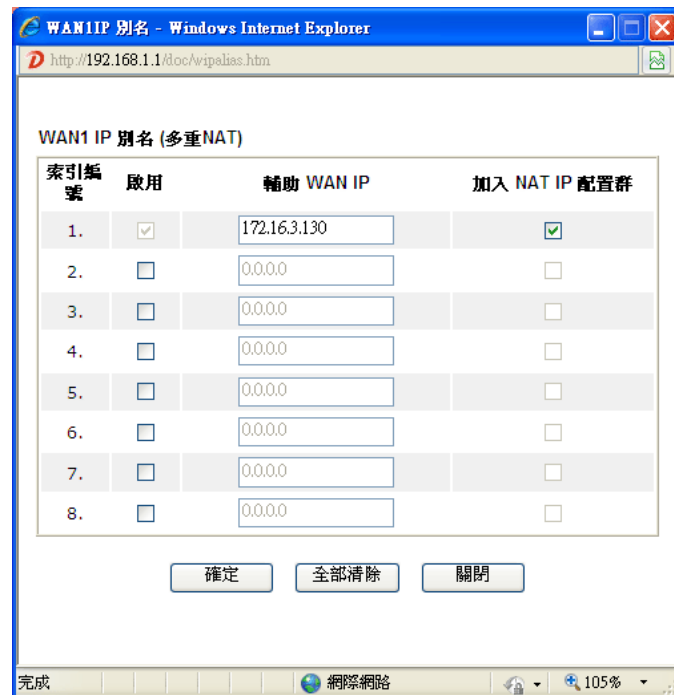 WAN1IP 別名 - Windows Internet Explorer
http://192.168.1.1/doc/wipalias.htm
WAN1 IP 別名 (多重NAT)
索引編號 啟用 輔助 WAN IP 加入 NAT IP 配置群
1. 172.16.3.130
2. 0.0.0.0
3. 0.0.0.0
4. 0.0.0.0
5. 0.0.0.0
6. 0.0.0.0
7. 0.0.0.0
8. 0.0.0.0
確定 全部清除 關閉
完成 網際網路 105%